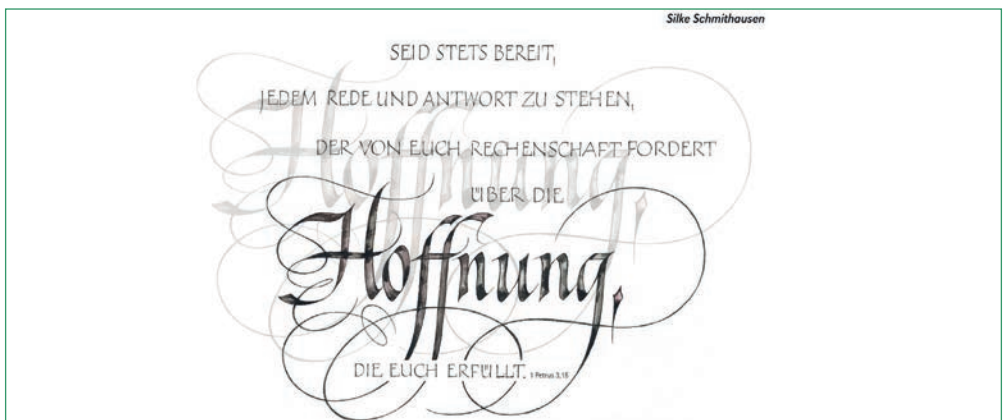 Silke Schmithausen
SEID STETS BEREIT,
JEDEM REDE UND ANTWORT ZU STEHEN,
DER VON EUCH RECHENSCHAFT FORDERT
ÜBER DIE
Hoffnung,
Hoffnung,
DIE EUCH ERFÜLLT. 1 Petrus 3,15